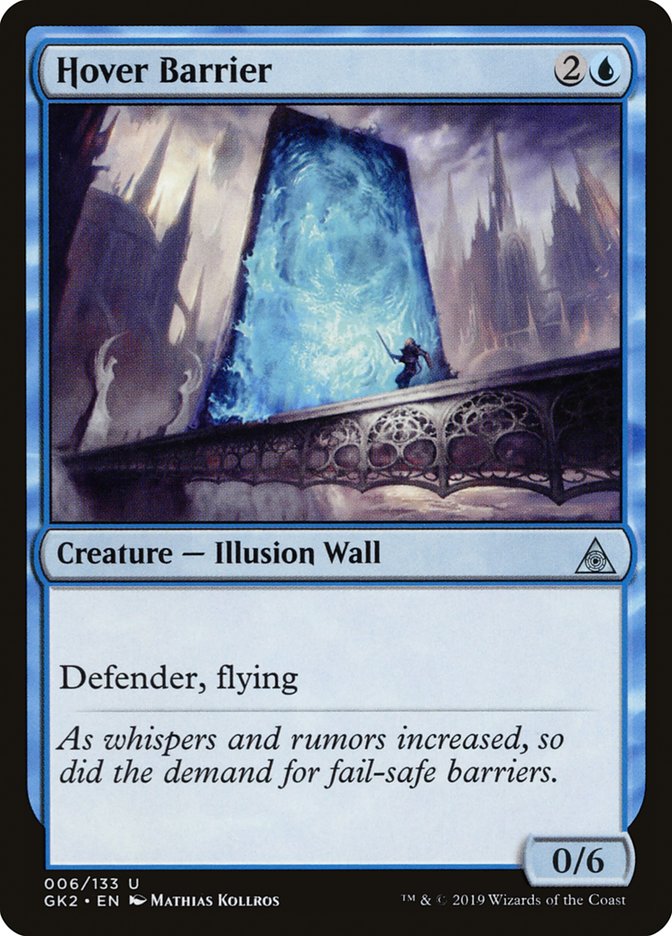 Hover Barrier 2
Creature — Illusion Wall
Defender, flying
As whispers and rumors increased, so
did the demand for fail-safe barriers.
0/6
006/133 U
GK2 • EN Mathias Kollros
™ & © 2019 Wizards of the Coast